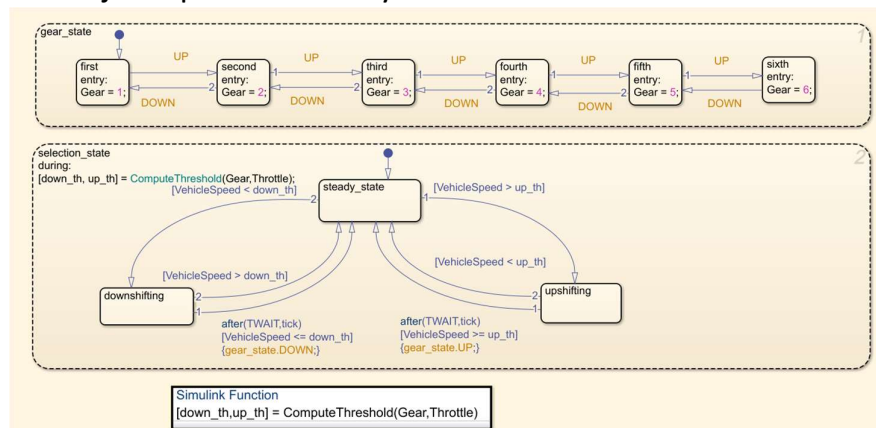 gear_state
1
UP UP UP UP UP
first
entry:
Gear = 1;
second
entry:
Gear = 2;
third
entry:
Gear = 3;
fourth
entry:
Gear = 4;
fifth
entry:
Gear = 5;
sixth
entry:
Gear = 6;
1 1 1 1
2 2 2 2
DOWN DOWN DOWN DOWN DOWN
selection_state
2
during:
[down_th, up_th] = ComputeThreshold(Gear,Throttle);
[VehicleSpeed < down_th]
2
steady_state
1
[VehicleSpeed > up_th]
[VehicleSpeed > down_th]
[VehicleSpeed < up_th]
downshifting
2
1
upshifting
2
1
after(TWAIT,tick)
[VehicleSpeed <= down_th]
{gear_state.DOWN;}
after(TWAIT,tick)
[VehicleSpeed >= up_th]
{gear_state.UP;}
Simulink Function
[down_th,up_th] = ComputeThreshold(Gear,Throttle)